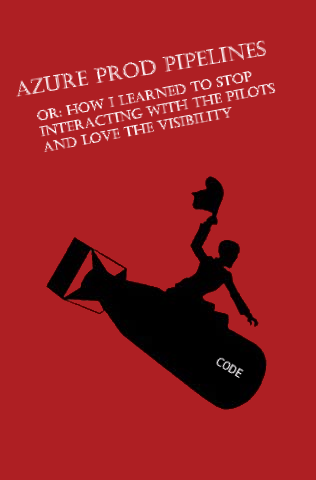 AZURE PROD PIPELINES
OR: HOW I LEARNED TO STOP
INTERACTING WITH THE PILOTS
AND LOVE THE VISIBILITY
CODE